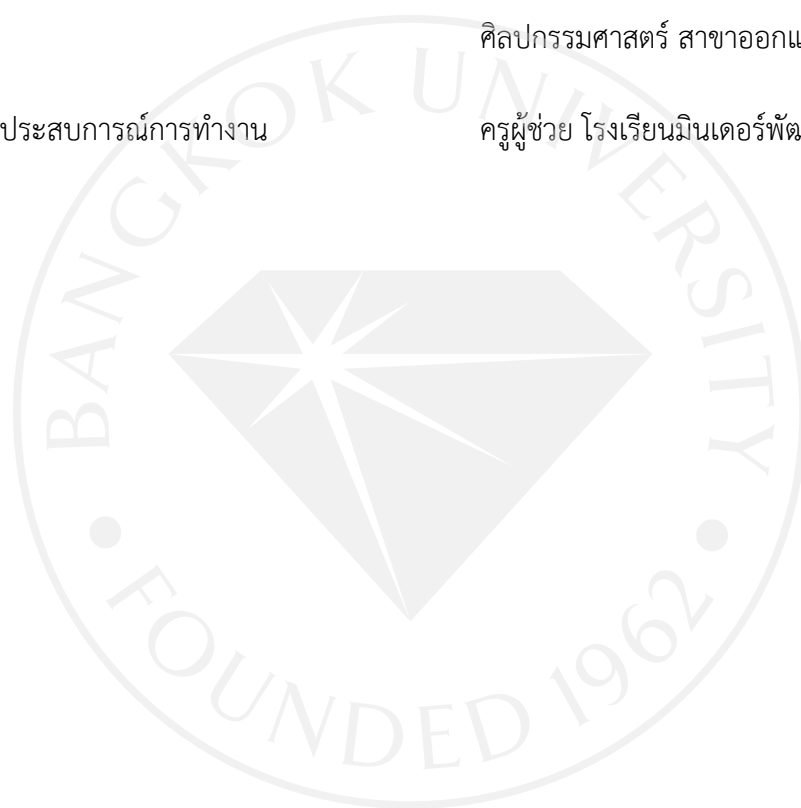 ศิลปกรรมศาสตร์ สาขาออกแ
ประสบการณ์การทำงาน ครูผู้ช่วย โรงเรียนมินเดอร์พัฒ
BANGKOK UNIVERSITY
FOUNDED 1962